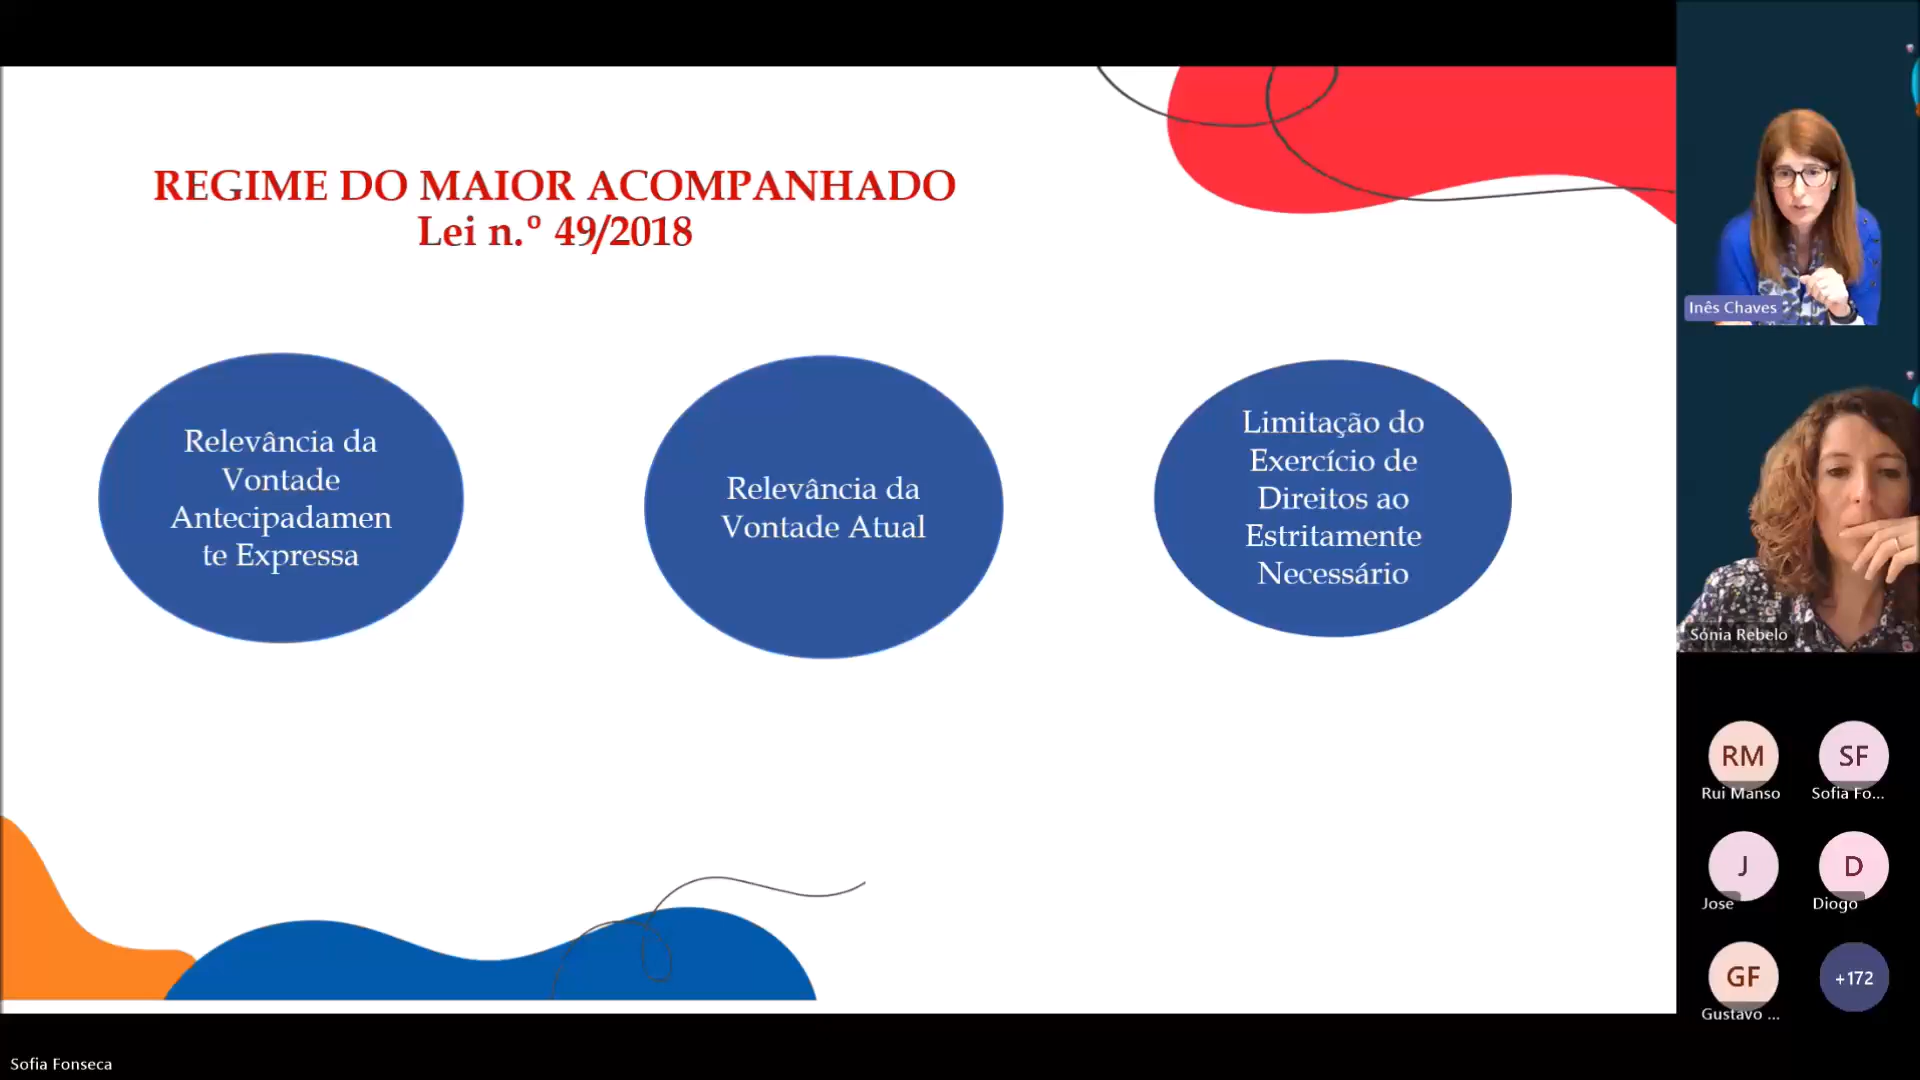 REGIME DO MAIOR ACOMPANHADO
Lei n.º 49/2018
Relevância da
Vontade
Antecipadamen
te Expressa
Relevância da
Vontade Atual
Limitação do
Exercício de
Direitos ao
Estritamente
Necessário
Inês Chaves
Sónia Rebelo
RM
Rui Manso
SF
Sofia Fo...
J
Jose
D
Diogo
GF
Gustavo ...
+172
Sofia Fonseca